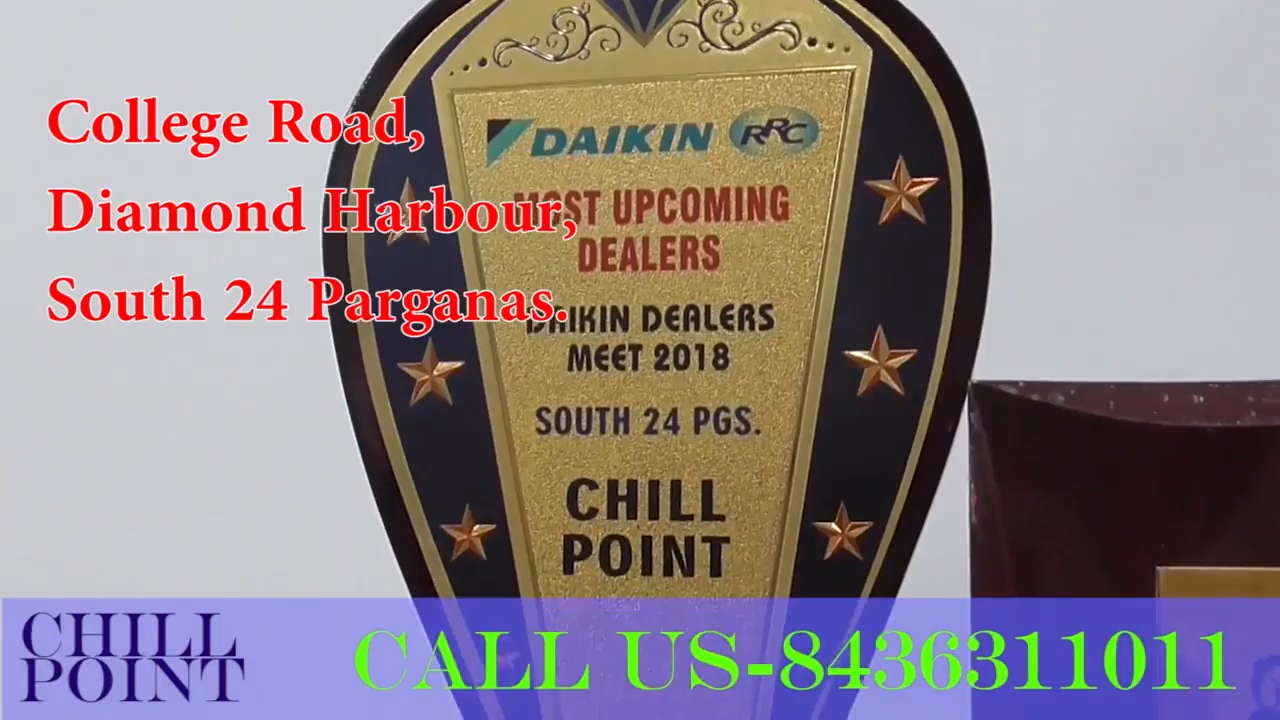 College Road,
Diamond Harbour,
South 24 Parganas.
DAIKIN RRC
MOST UPCOMING
DEALERS
DAIKIN DEALERS
MEET 2018
SOUTH 24 PGS.
CHILL
POINT
CHILL
POINT
CALL US-8436311011